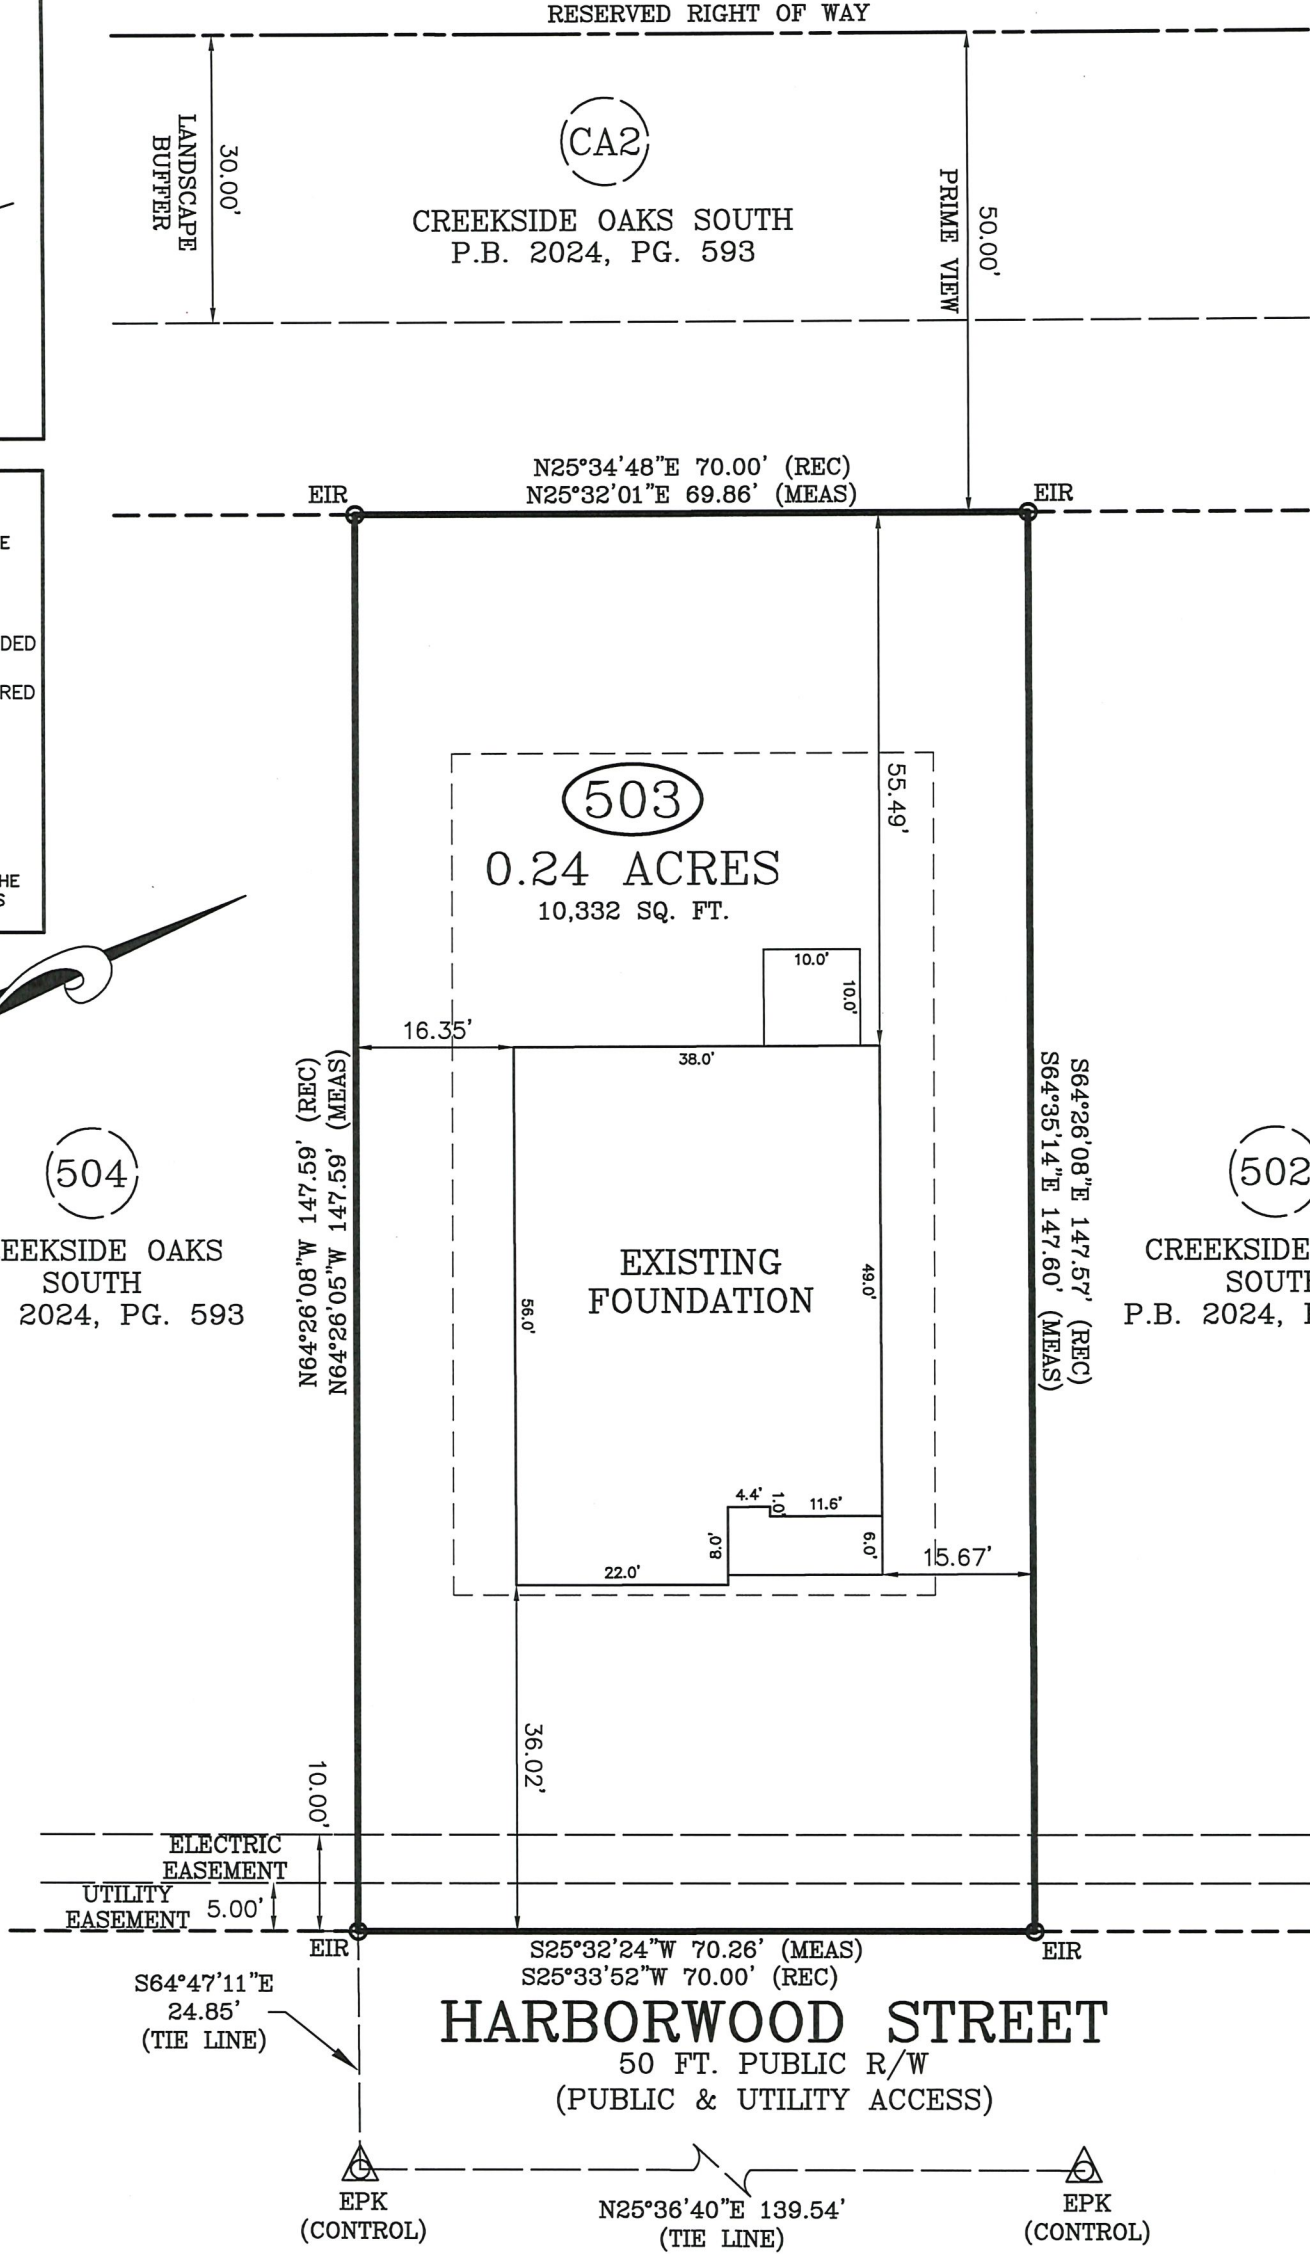 RESERVED RIGHT OF WAY
30.00'
LANDSCAPE
BUFFER
CA2
CREEKSIDE OAKS SOUTH
P.B. 2024, PG. 593
50.00'
PRIME VIEW
N25°34'48"E 70.00' (REC)
N25°32'01"E 69.86' (MEAS)
EIR
EIR
E
DED
RED
HE
S
55.49'
503
0.24 ACRES
10,332 SQ. FT.
10.0'
10.0'
16.35'
38.0'
S64°26'08"E 147.57' (REC)
S64°35'14"E 147.60' (MEAS)
N64°26'08"W 147.59' (REC)
N64°26'05"W 147.59' (MEAS)
504
EEKSIDE OAKS
SOUTH
2024, PG. 593
502
CREEKSIDE
SOUTH
P.B. 2024,
EXISTING
FOUNDATION
49.0'
56.0'
4.4'
1.0'
11.6'
8.0'
6.0'
22.0'
15.67'
36.02'
10.00'
ELECTRIC
EASEMENT
UTILITY
EASEMENT
5.00'
EIR
EIR
S25°32'24"W 70.26' (MEAS)
S25°33'52"W 70.00' (REC)
S64°47'11"E
24.85'
(TIE LINE)
HARBORWOOD STREET
50 FT. PUBLIC R/W
(PUBLIC & UTILITY ACCESS)
EPK
(CONTROL)
N25°36'40"E 139.54'
(TIE LINE)
EPK
(CONTROL)